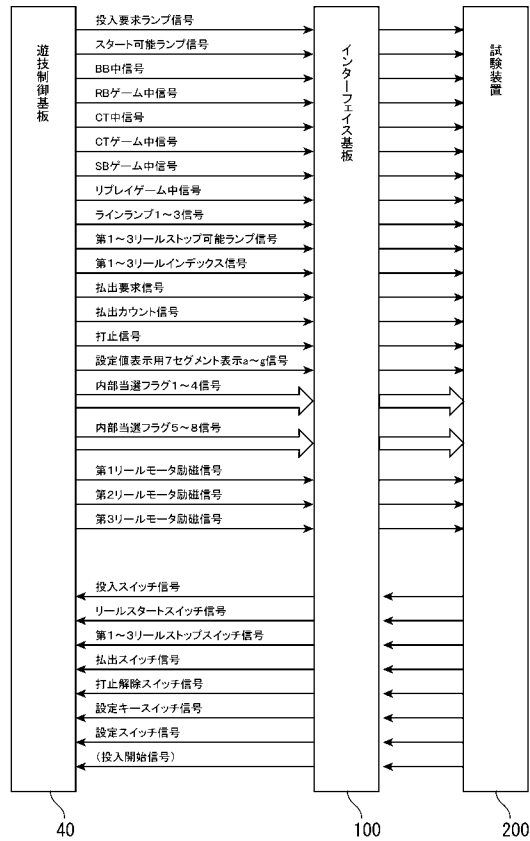 遊技制御基板
インターフェイス基板
試験装置
投入要求ランプ信号
スタート可能ランプ信号
BB中信号
RBゲーム中信号
CT中信号
CTゲーム中信号
SBゲーム中信号
リプレイゲーム中信号
ラインランプ1～3信号
第1～3リールストップ可能ランプ信号
第1～3リールインデックス信号
払出要求信号
払出カウント信号
打止信号
設定値表示用7セグメント表示a～g信号
内部当選フラグ1～4信号
内部当選フラグ5～8信号
第1リールモータ励磁信号
第2リールモータ励磁信号
第3リールモータ励磁信号
投入スイッチ信号
リールスタートスイッチ信号
第1～3リールストップスイッチ信号
払出スイッチ信号
打止解除スイッチ信号
設定キースイッチ信号
設定スイッチ信号
(投入開始信号)
40
100
200